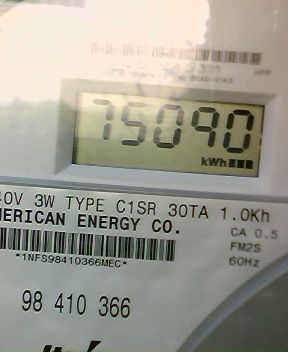 75090
kWh
40V 3W TYPE C1SR 30TA 1.0Kh
MERICAN ENERGY CO.
CA 0.5
FM2S
60Hz
*1NFS98410366MEC*
98 410 366